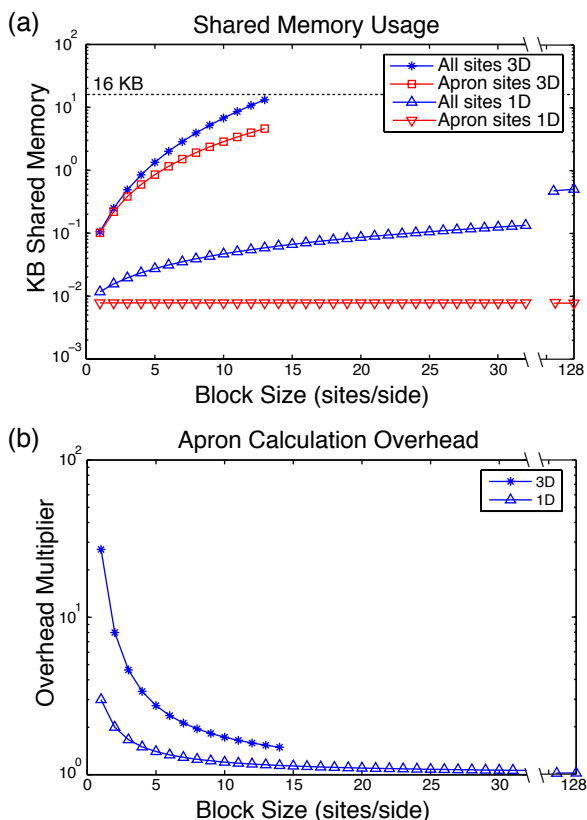 (a)
Shared Memory Usage
10^2
16 KB
All sites 3D
Apron sites 3D
All sites 1D
Apron sites 1D
10^1
10^0
10^-1
10^-2
10^-3
KB Shared Memory
0 5 10 15 20 25 30 128
Block Size (sites/side)
(b)
Apron Calculation Overhead
10^2
3D
1D
10^1
10^0
Overhead Multiplier
0 5 10 15 20 25 30 128
Block Size (sites/side)